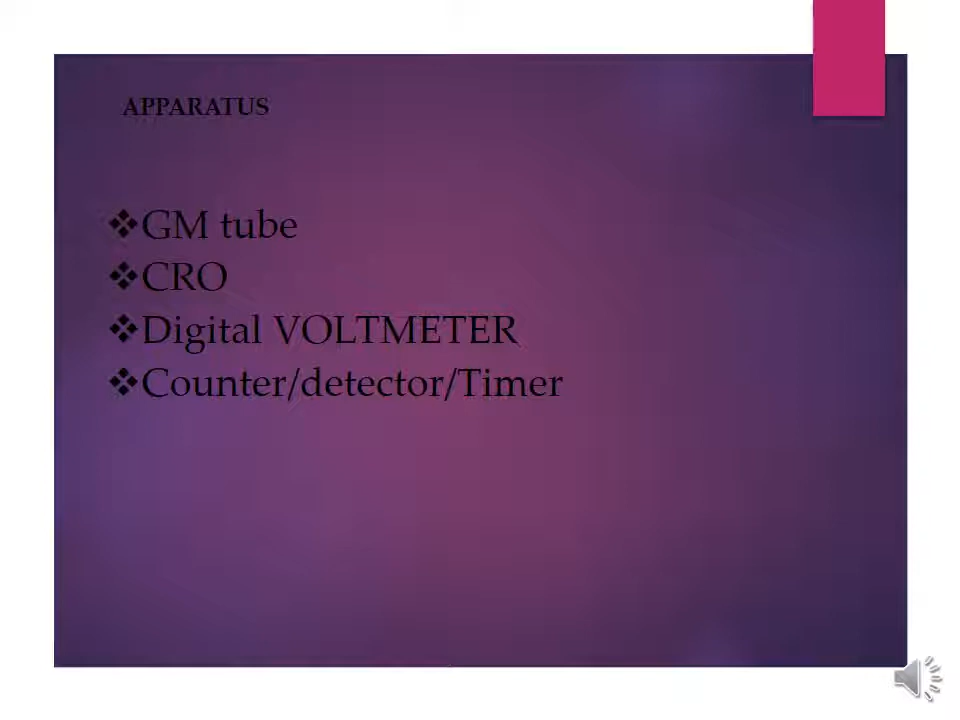 APPARATUS
❖GM tube
❖CRO
❖Digital VOLTMETER
❖Counter/detector/Timer